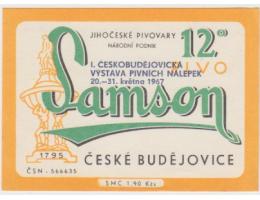 JIHOČESKÉ PIVOVARY
NÁRODNÍ PODNIK
12°
PIVO
I. ČESKOBUDĚJOVICKÁ
VÝSTAVA PIVNÍCH NÁLEPEK
20.-31. května 1967
Samson
1795
ČESKÉ BUDĚJOVICE
ČSN - 566635
SMC 1,90 Kčs